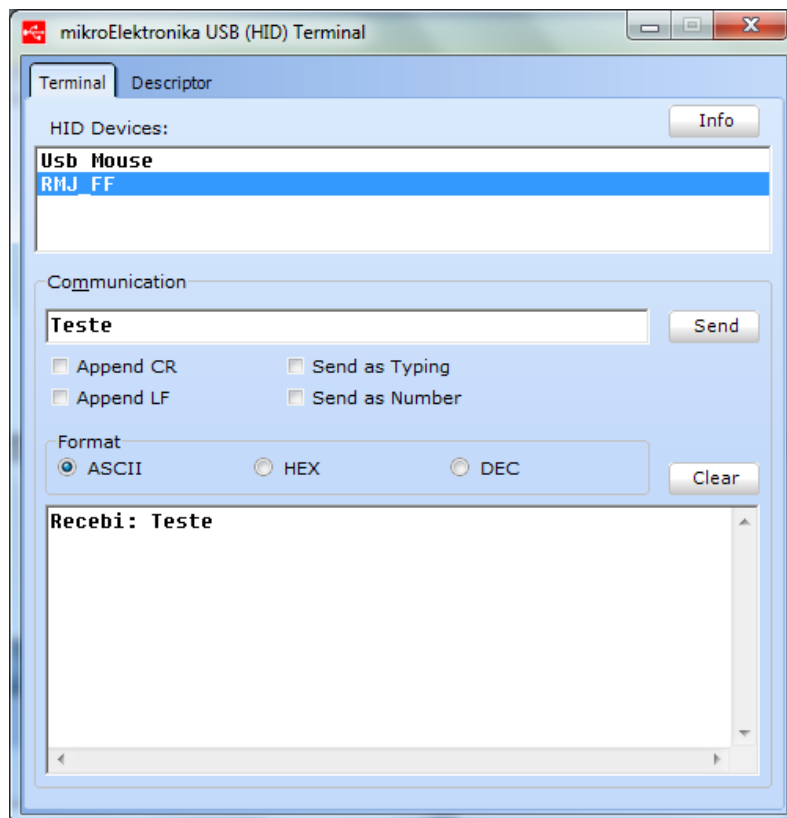 mikroElektronika USB (HID) Terminal
Terminal Descriptor
HID Devices: Info
Usb Mouse
RMJ_FF
Communication
Teste Send
Append CR Send as Typing
Append LF Send as Number
Format
ASCII HEX DEC
Clear
Recebi: Teste